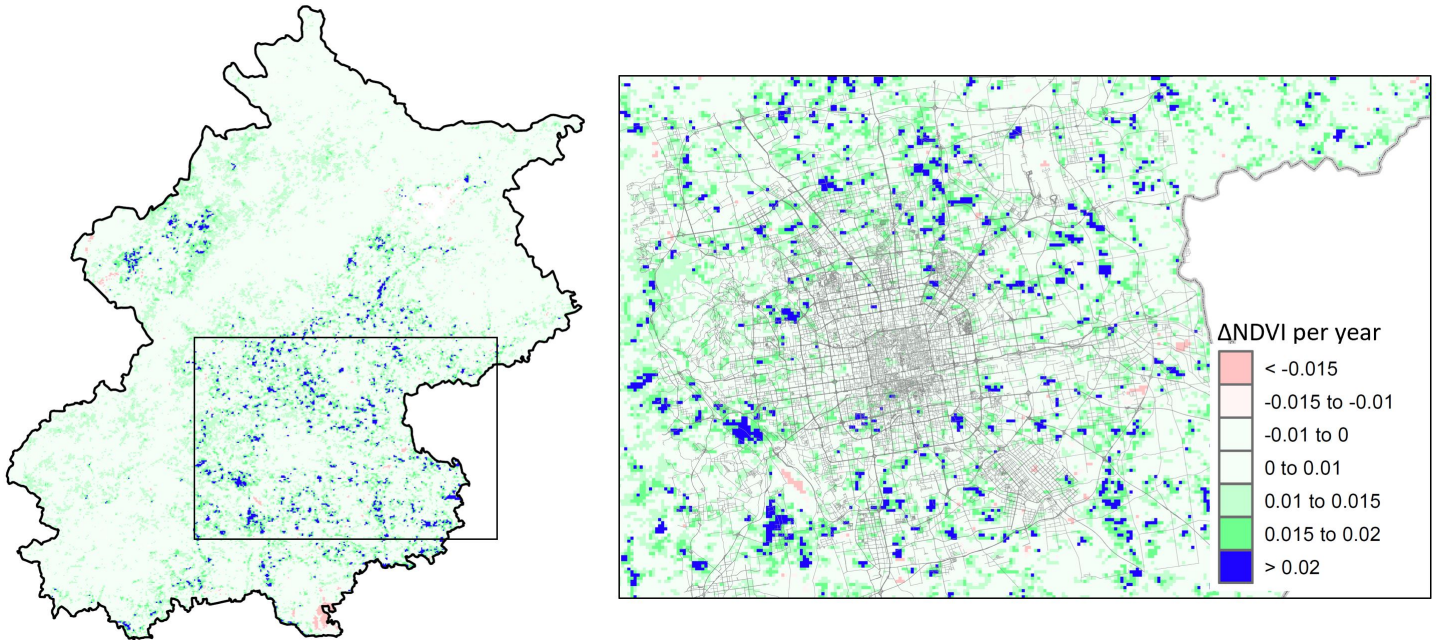 ΔNDVI per year
< -0.015
-0.015 to -0.01
-0.01 to 0
0 to 0.01
0.01 to 0.015
0.015 to 0.02
> 0.02